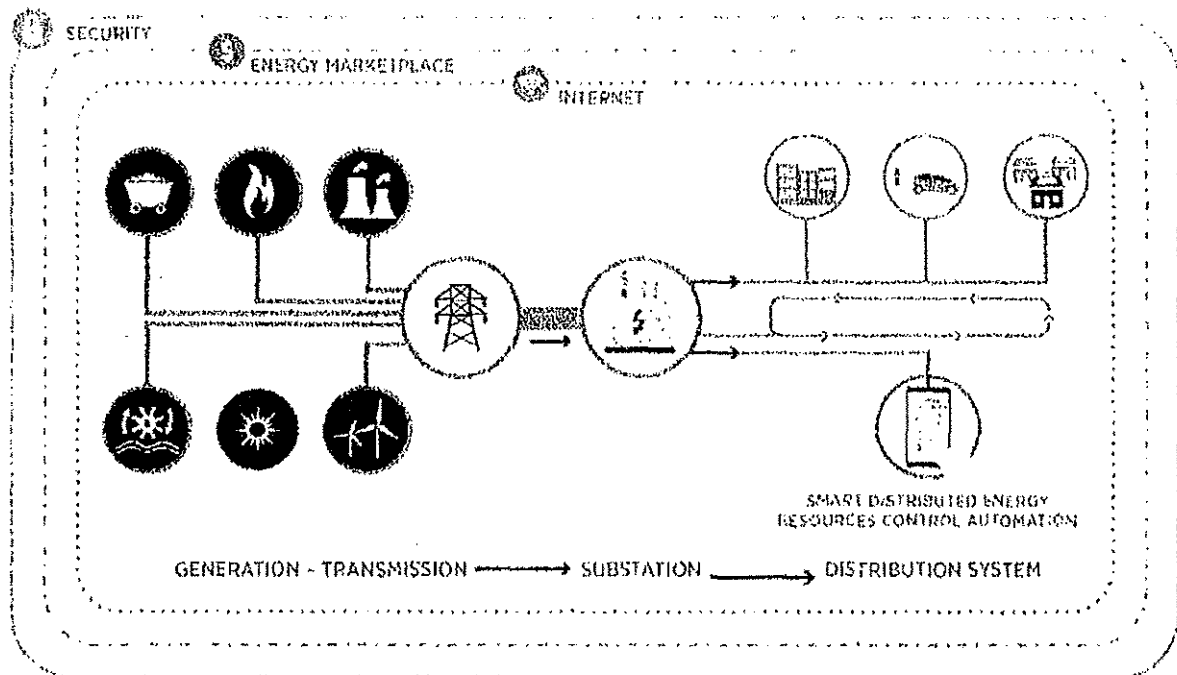 SECURITY
ENERGY MARKETPLACE
INTERNET
SMART DISTRIBUTED ENERGY
RESOURCES CONTROL AUTOMATION
GENERATION - TRANSMISSION
SUBSTATION
DISTRIBUTION SYSTEM